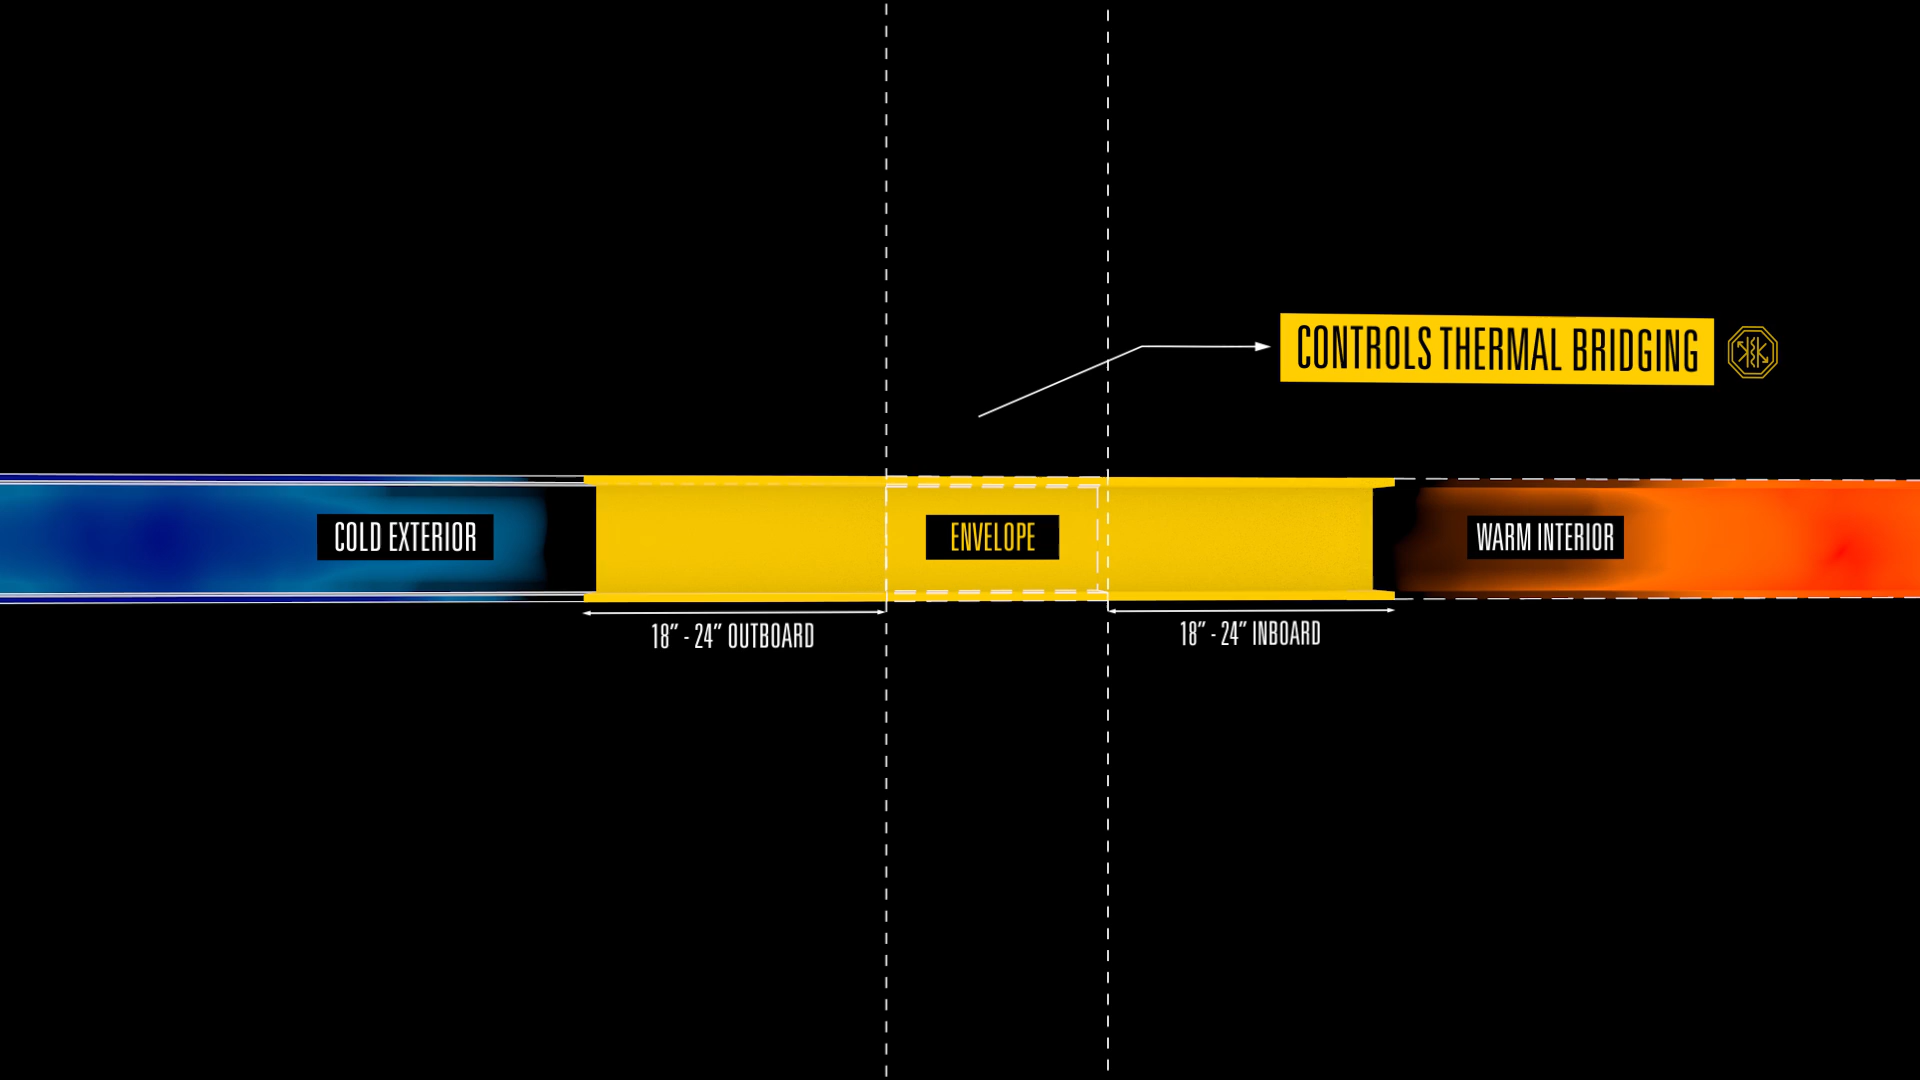 CONTROLS THERMAL BRIDGING
COLD EXTERIOR
ENVELOPE
WARM INTERIOR
18” - 24” OUTBOARD
18” - 24” INBOARD